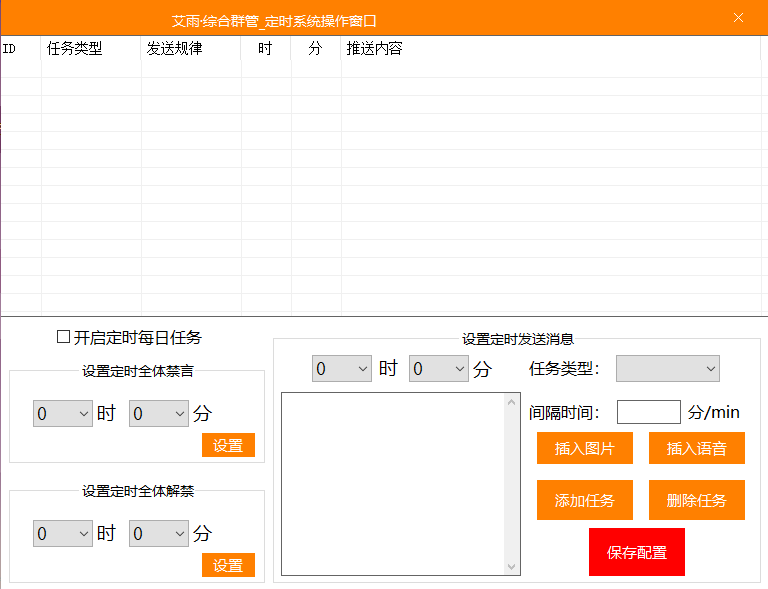 艾雨·综合群管_定时系统操作窗口
ID 任务类型 发送规律 时 分 推送内容
开启定时每日任务
设置定时全体禁言
0 时 0 分
设置
设置定时全体解禁
0 时 0 分
设置
设置定时发送消息
0 时 0 分 任务类型：
间隔时间： 分/min
插入图片 插入语音
添加任务 删除任务
保存配置